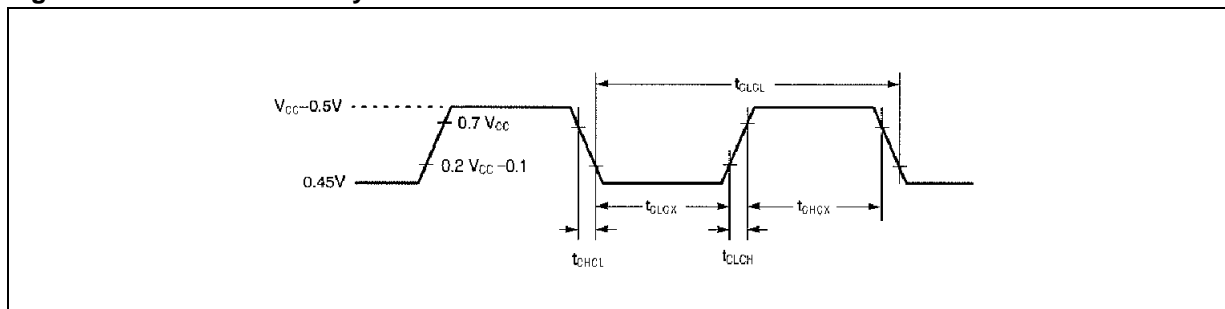 tCLCL
VCC–0.5V
0.7 VCC
0.2 VCC –0.1
0.45V
tCLCX
tCHCX
tCHCL
tCLCH